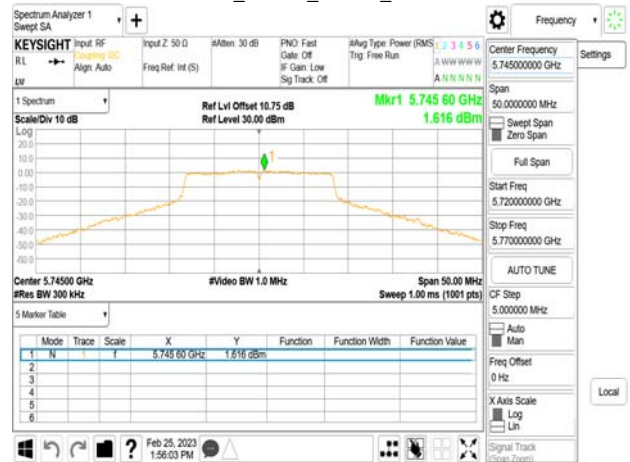 Spectrum Analyzer 1
Swept SA
Frequency
KEYSIGHT
Input: RF
Input Z: 50 Ω
#Atten: 30 dB
PNO: Fast
#Avg Type: Power (RMS
1 2 3 4 5 6
RL
Coupling: DC
Gate: Off
Trig: Free Run
A W W W W W
Align: Auto
Freq Ref: Int (S)
IF Gain: Low
Sig Track: Off
A N N N N N
Center Frequency
5.745000000 GHz
Settings
Span
50.0000000 MHz
Swept Span
Zero Span
Full Span
Start Freq
5.720000000 GHz
Stop Freq
5.770000000 GHz
AUTO TUNE
CF Step
5.000000 MHz
Auto
Man
Freq Offset
0 Hz
X Axis Scale
Log
Lin
Signal Track
(Span Zoom)
Local
1 Spectrum
Ref Lvl Offset 10.75 dB
Mkr1 5.745 60 GHz
Scale/Div 10 dB
Ref Level 30.00 dBm
1.616 dBm
Log
20.0
10.0
0.00
-10.0
-20.0
-30.0
-40.0
-50.0
-60.0
1
Center 5.74500 GHz
#Video BW 1.0 MHz
Span 50.00 MHz
#Res BW 300 kHz
Sweep 1.00 ms (1001 pts)
5 Marker Table
Mode Trace Scale X Y Function Function Width Function Value
1 N 1 f 5.745 60 GHz 1.616 dBm
2
3
4
5
6
Feb 25, 2023
1:56:03 PM